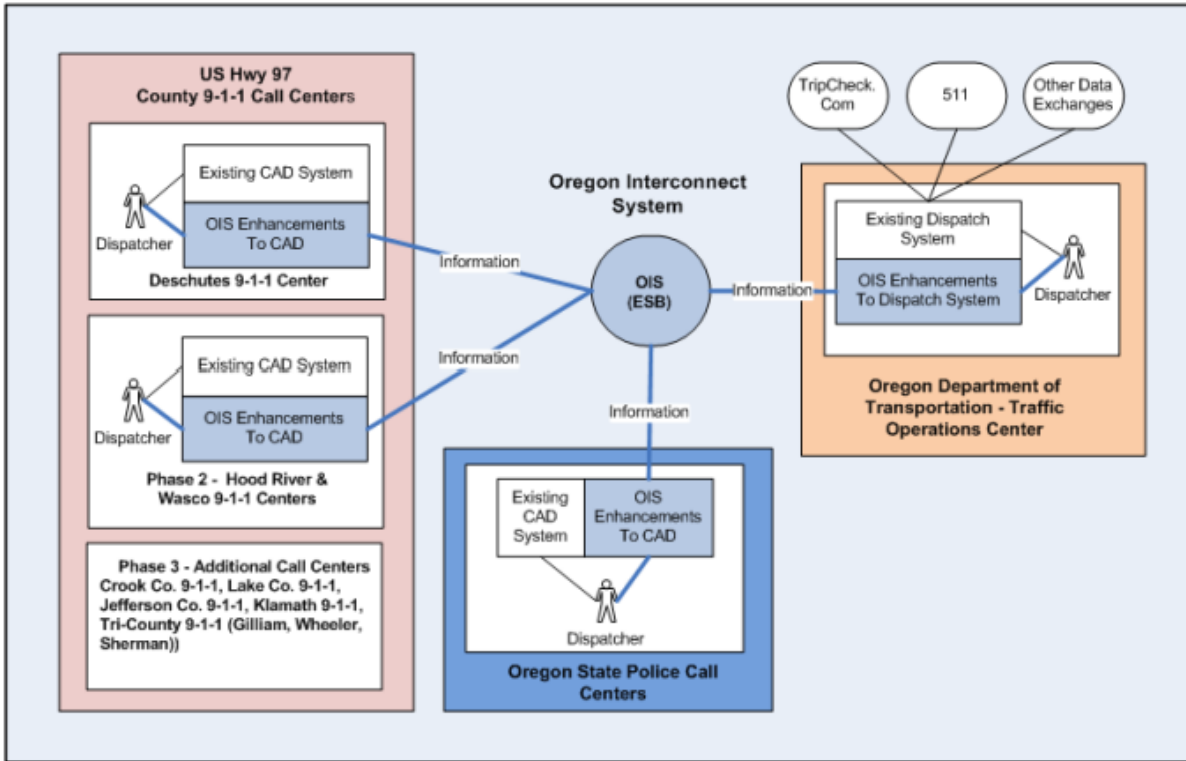 US Hwy 97
County 9-1-1 Call Centers
Existing CAD System
OIS Enhancements
To CAD
Dispatcher
Deschutes 9-1-1 Center
Existing CAD System
OIS Enhancements
To CAD
Dispatcher
Phase 2 - Hood River &
Wasco 9-1-1 Centers
Phase 3 - Additional Call Centers
Crook Co. 9-1-1, Lake Co. 9-1-1,
Jefferson Co. 9-1-1, Klamath 9-1-1,
Tri-County 9-1-1 (Gilliam, Wheeler,
Sherman))
Information
Information
Oregon Interconnect
System
OIS
(ESB)
Information
Information
Existing
CAD
System
OIS
Enhancements
To CAD
Dispatcher
Oregon State Police Call
Centers
TripCheck.
Com
511
Other Data
Exchanges
Existing Dispatch
System
OIS Enhancements
To Dispatch System
Dispatcher
Oregon Department of
Transportation - Traffic
Operations Center